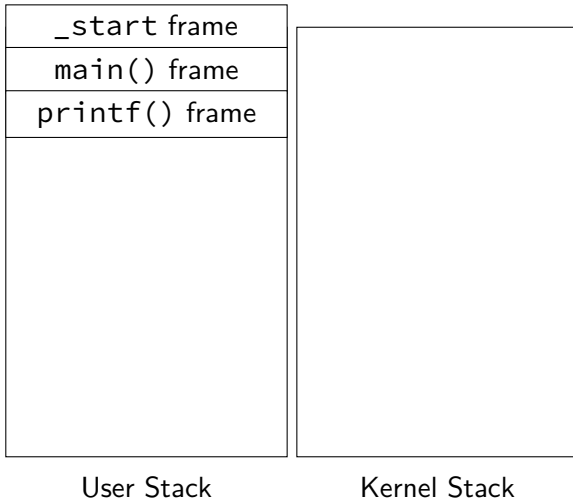 _start frame
main() frame
printf() frame
User Stack
Kernel Stack